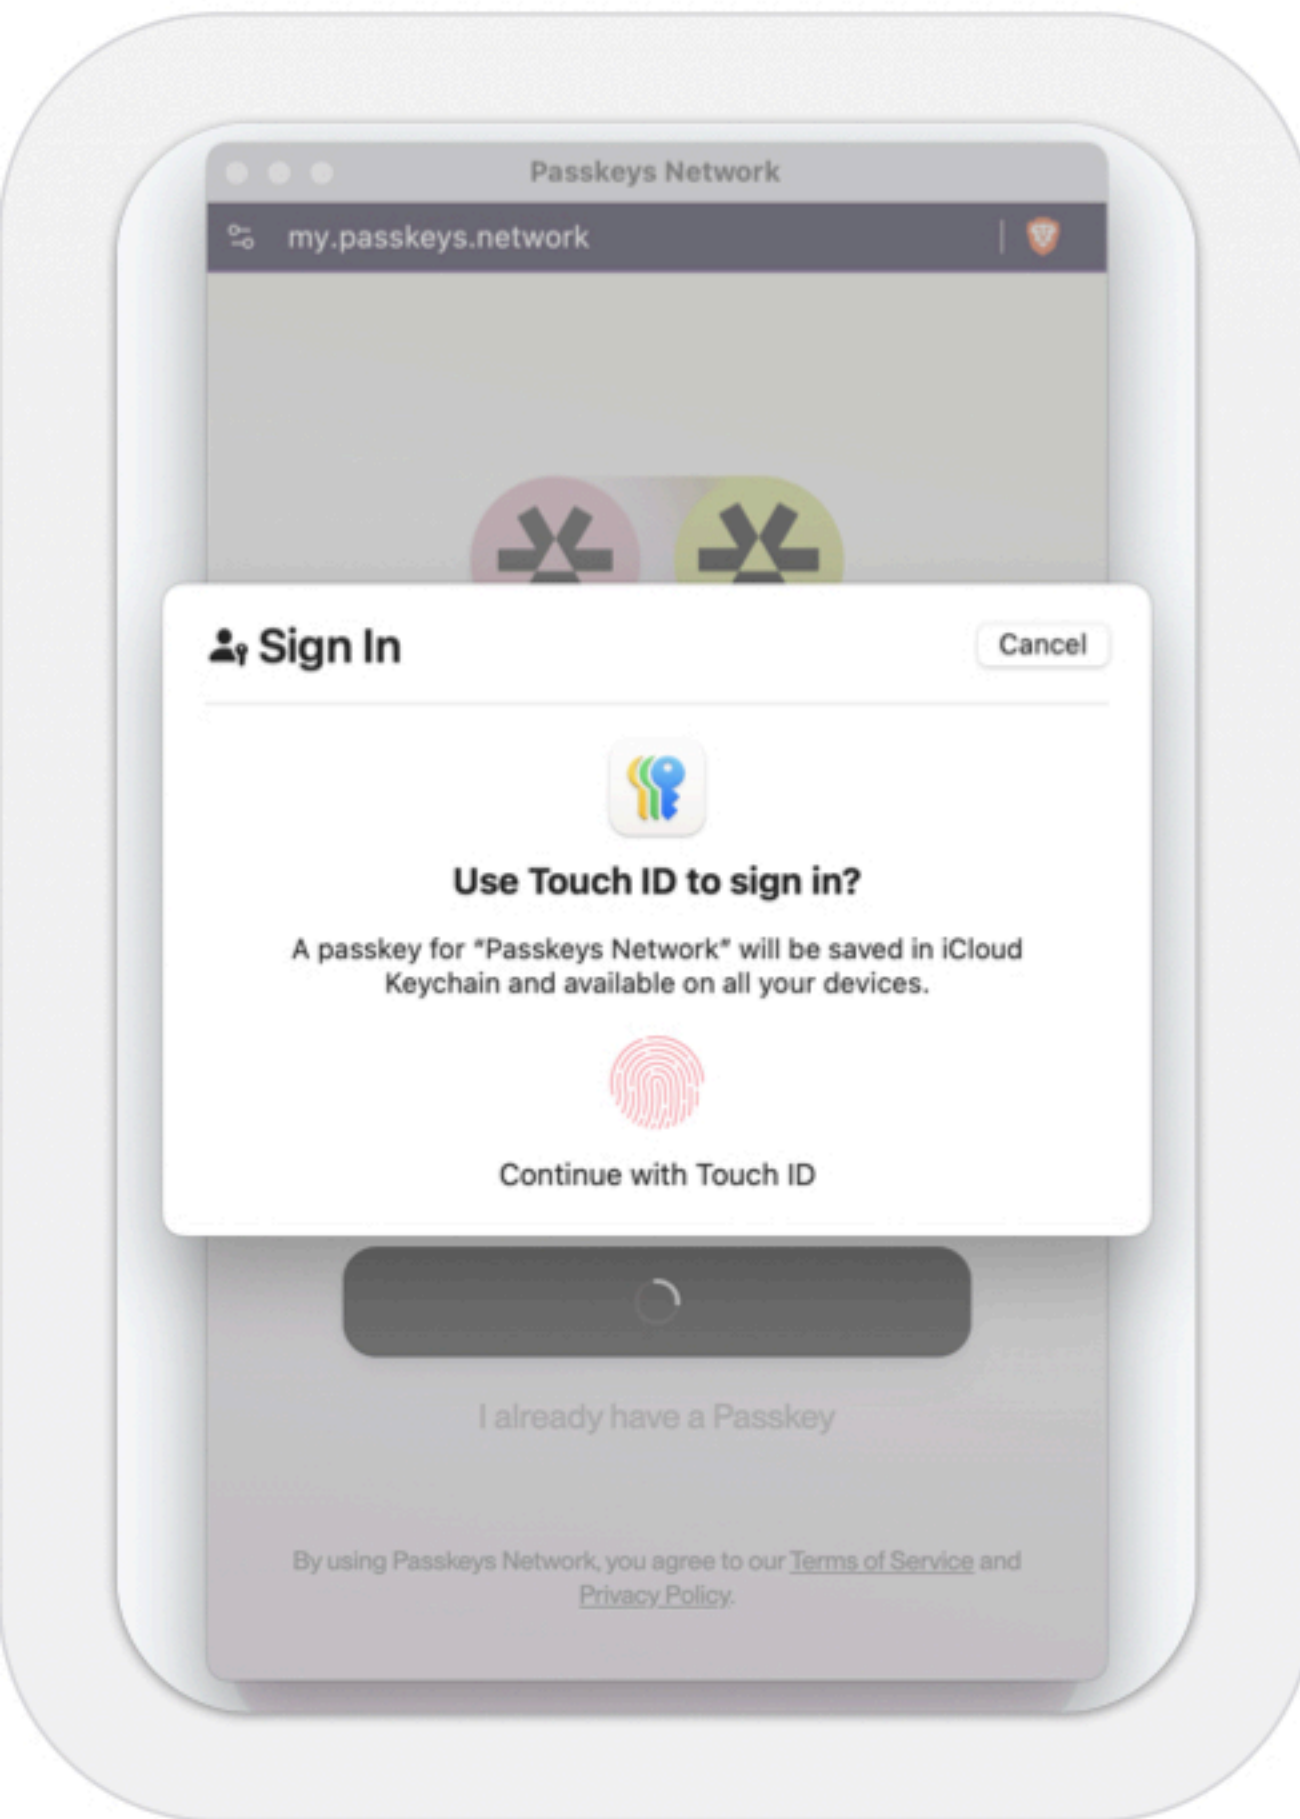 Passkeys Network
my.passkeys.network
Sign In
Cancel
Use Touch ID to sign in?
A passkey for “Passkeys Network” will be saved in iCloud
Keychain and available on all your devices.
Continue with Touch ID
I already have a Passkey
By using Passkeys Network, you agree to our Terms of Service and
Privacy Policy.